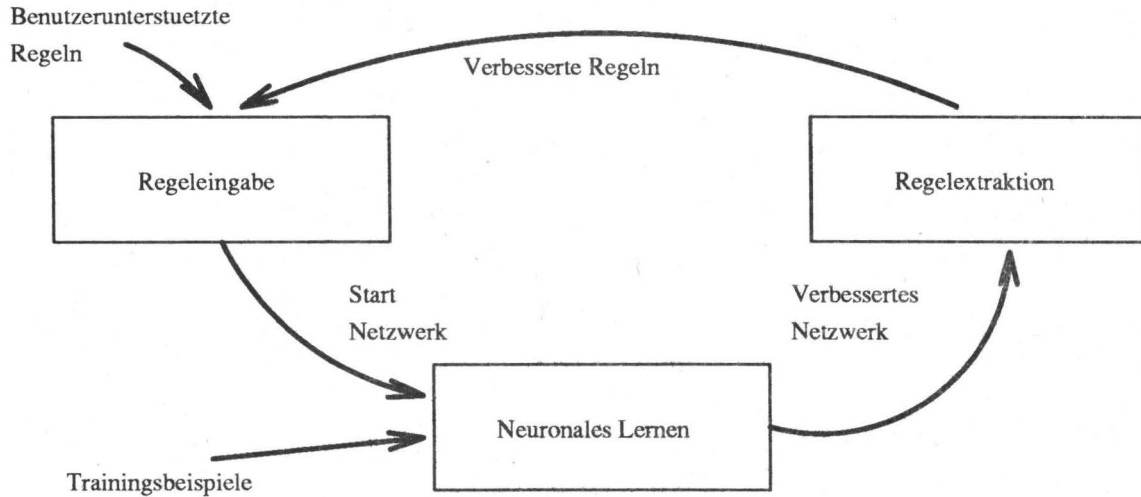 Benutzerunterstuetzte
Regeln
Verbesserte Regeln
Regeleingabe
Regelextraktion
Start
Netzwerk
Verbessertes
Netzwerk
Neuronales Lernen
Trainingsbeispiele